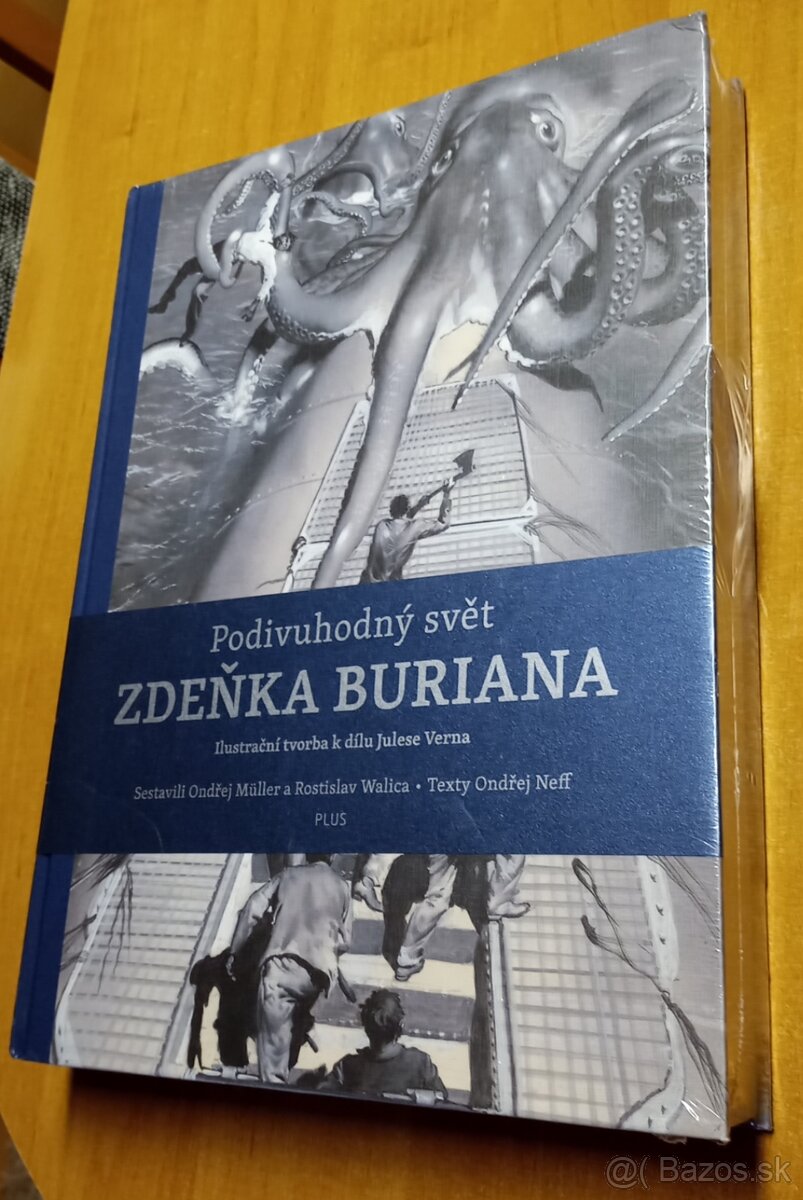 Podivuhodný svět
ZDEŇKA BURIANA
Ilustrační tvorba k dílu Julese Verna
Sestavili Ondřej Müller a Rostislav Walica • Texty Ondřej Neff
PLUS
@( Bazos.sk